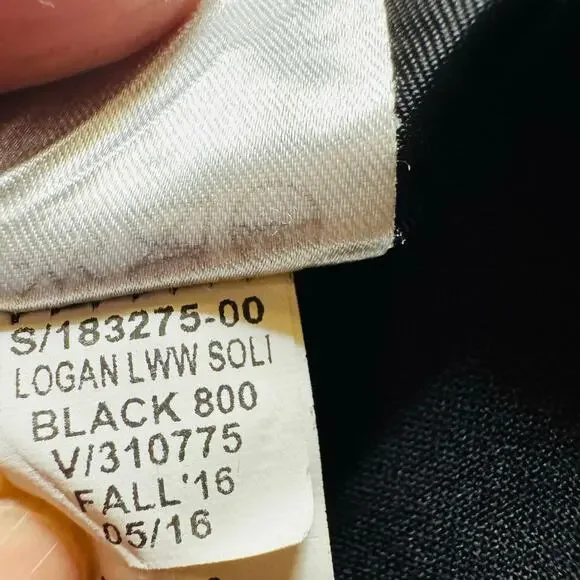 S/183275-00
LOGAN LWW SOLI
BLACK 800
V/310775
FALL'16
05/16